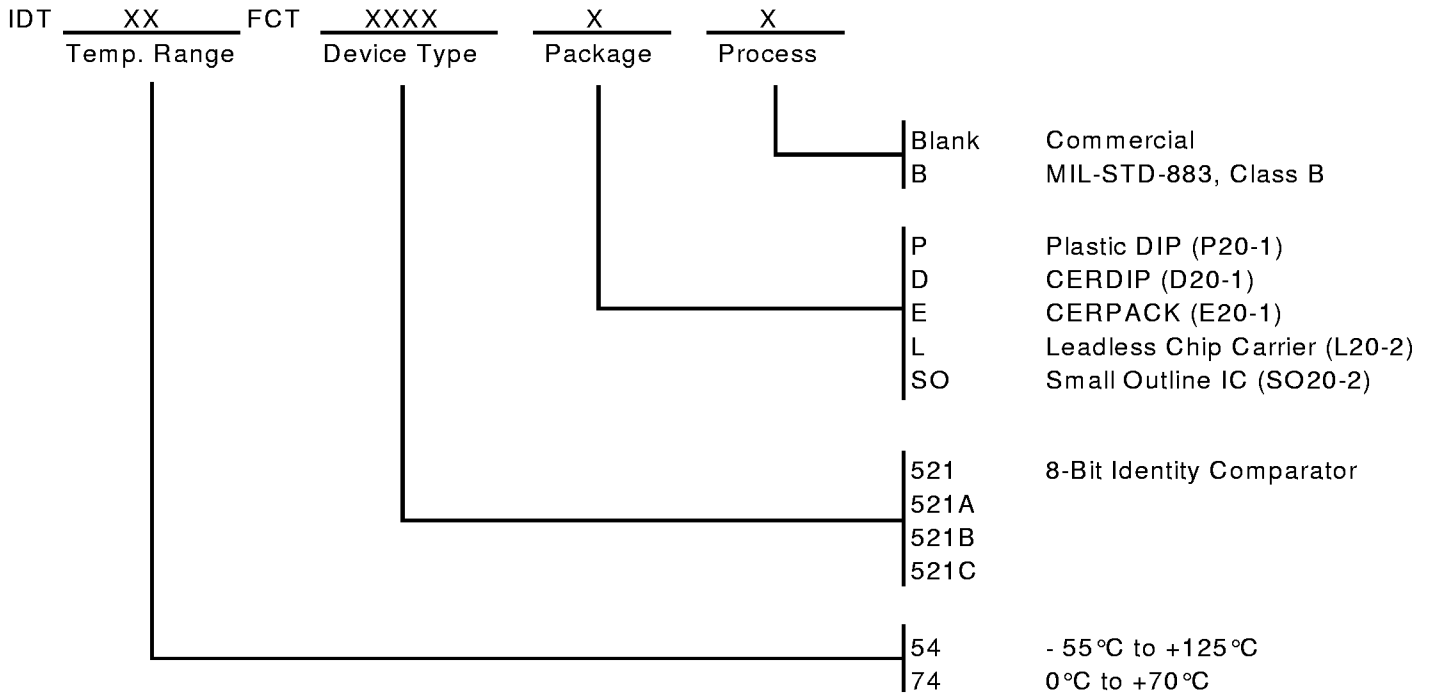 IDT XX FCT XXXX X X
Temp. Range Device Type Package Process
Blank Commercial
B MIL-STD-883, Class B
P Plastic DIP (P20-1)
D CERDIP (D20-1)
E CERPACK (E20-1)
L Leadless Chip Carrier (L20-2)
SO Small Outline IC (SO20-2)
521 8-Bit Identity Comparator
521A
521B
521C
54 - 55°C to +125°C
74 0°C to +70°C